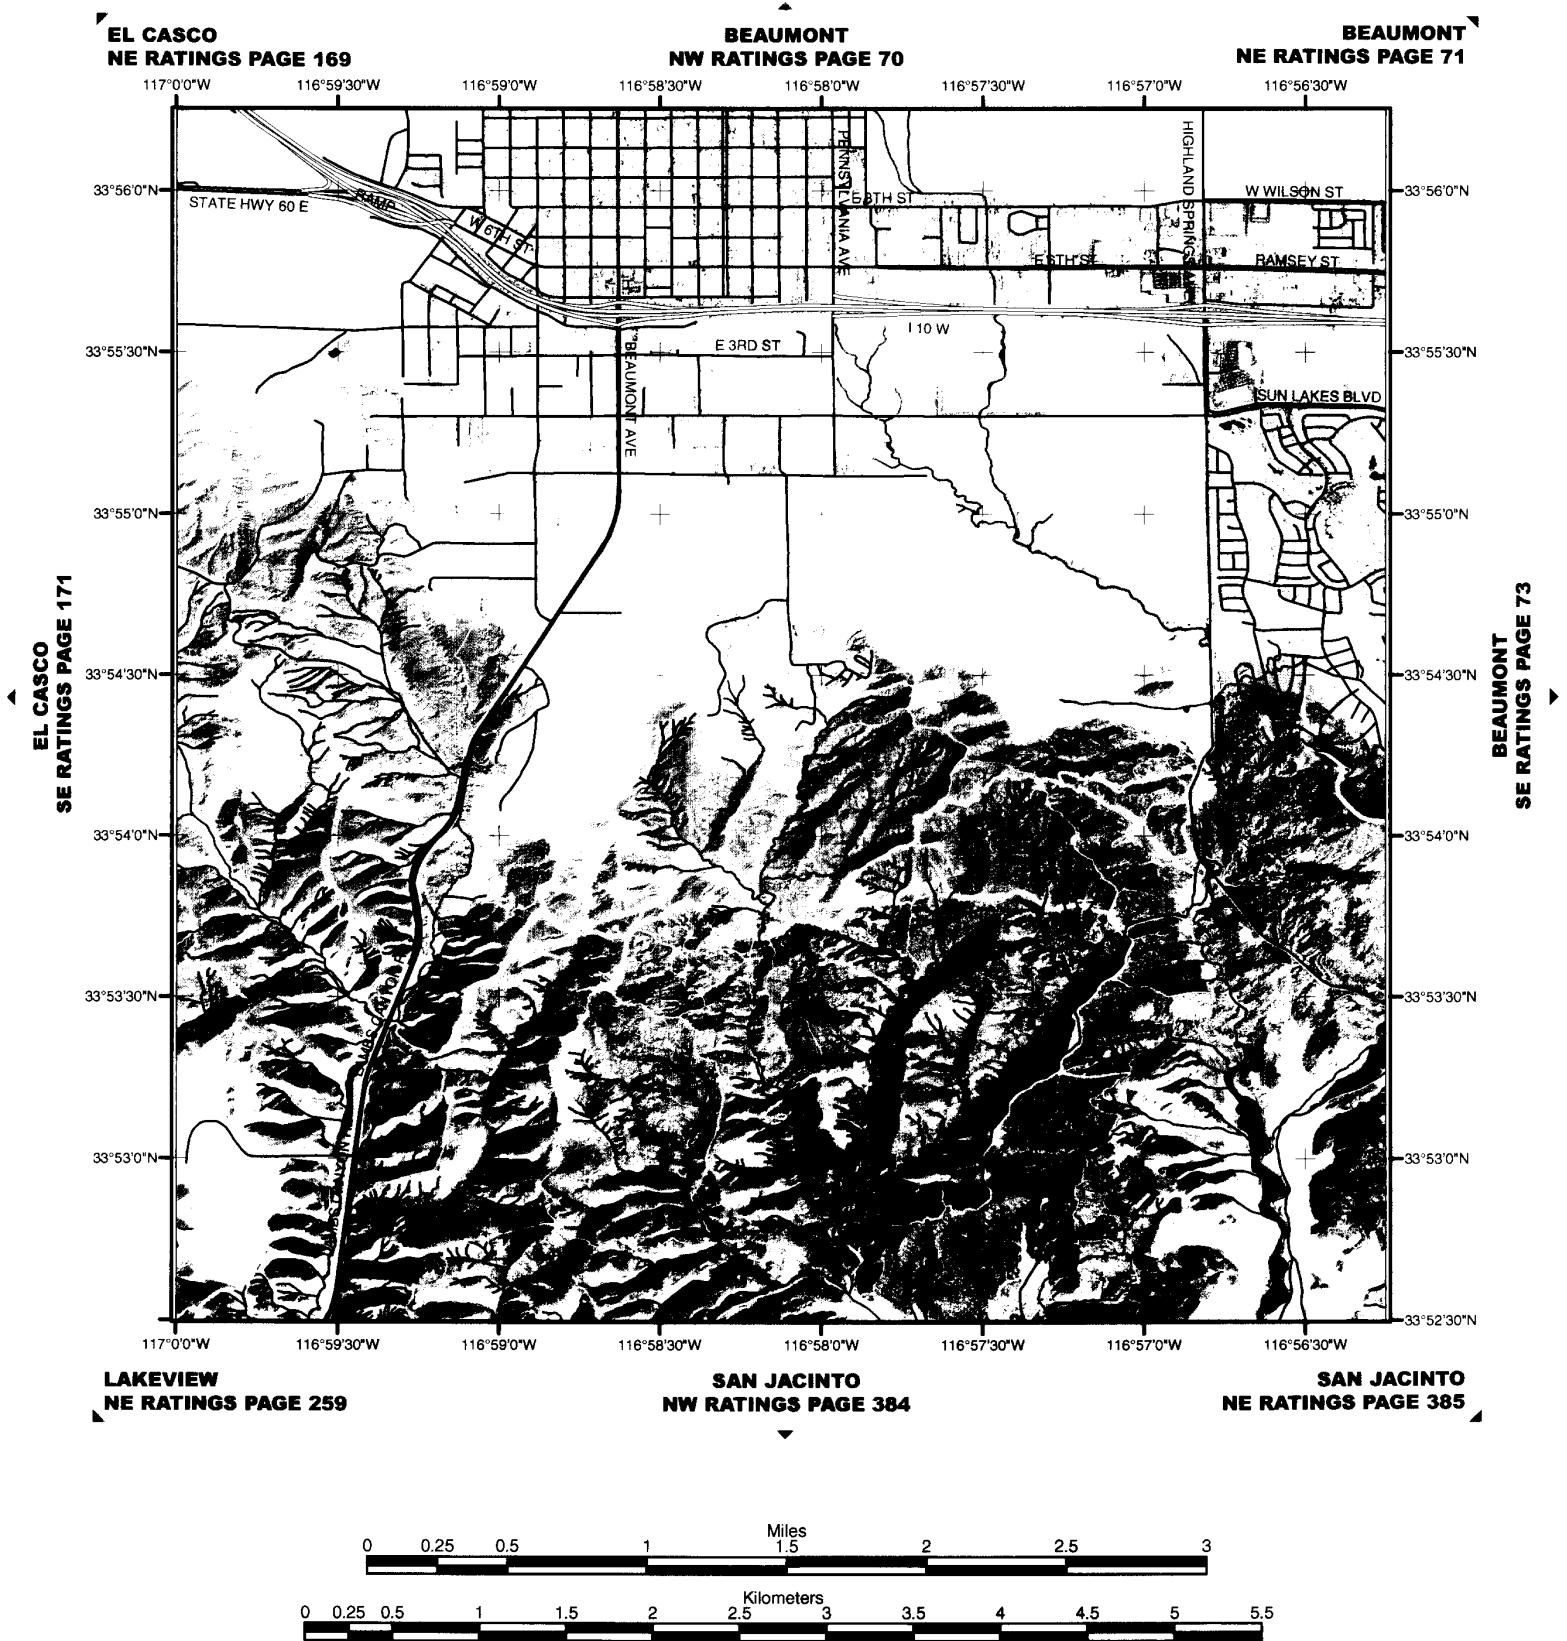 EL CASCO
NE RATINGS PAGE 169
BEAUMONT
NW RATINGS PAGE 70
BEAUMONT
NE RATINGS PAGE 71
117°0'0"W
116°59'30"W
116°59'0"W
116°58'30"W
116°58'0"W
116°57'30"W
116°57'0"W
116°56'30"W
33°56'0"N
33°56'0"N
STATE HWY 60 E
RAMP
W 6TH ST
PENNSYLVANIA AVE
E 8TH ST
HIGHLAND SPRINGS AVE
W WILSON ST
E 6TH ST
RAMSEY ST
I 10 W
33°55'30"N
E 3RD ST
33°55'30"N
BEAUMONT AVE
SUN LAKES BLVD
33°55'0"N
33°55'0"N
EL CASCO
SE RATINGS PAGE 171
BEAUMONT
SE RATINGS PAGE 73
33°54'30"N
33°54'30"N
33°54'0"N
33°54'0"N
33°53'30"N
33°53'30"N
33°53'0"N
33°53'0"N
33°52'30"N
117°0'0"W
116°59'30"W
116°59'0"W
116°58'30"W
116°58'0"W
116°57'30"W
116°57'0"W
116°56'30"W
LAKEVIEW
NE RATINGS PAGE 259
SAN JACINTO
NW RATINGS PAGE 384
SAN JACINTO
NE RATINGS PAGE 385
Miles
0 0.25 0.5 1 1.5 2 2.5 3
Kilometers
0 0.25 0.5 1 1.5 2 2.5 3 3.5 4 4.5 5 5.5